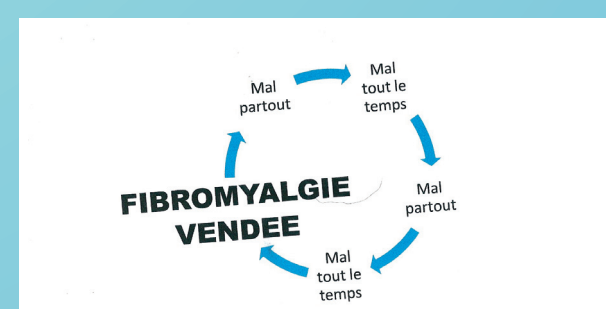 Mal
partout
Mal
tout le
temps
Mal
partout
Mal
tout le
temps
FIBROMYALGIE
VENDEE